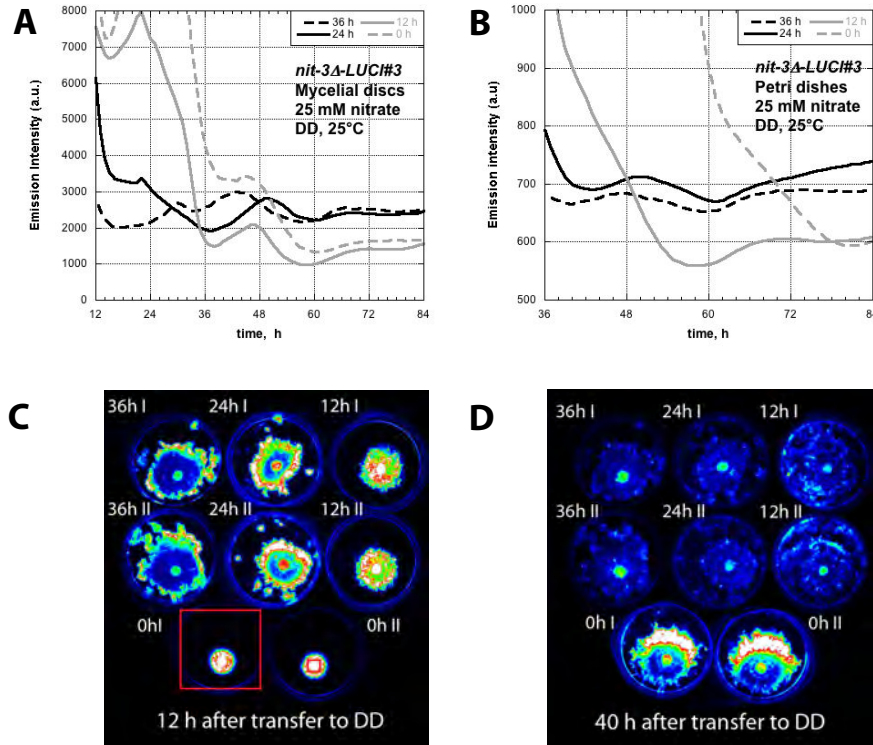 A
8000
7000
6000
5000
4000
3000
2000
1000
0
Emission Intensity (a.u.)
36 h 12 h
24 h 0 h
nit-3Δ-LUCI#3
Mycelial discs
25 mM nitrate
DD, 25°C
12 24 36 48 60 72 84
time, h
B
1000
900
800
700
600
500
Emission Intensity (a.u)
36 h 12 h
24 h 0 h
nit-3Δ-LUCI#3
Petri dishes
25 mM nitrate
DD, 25°C
36 48 60 72 84
time, h
C
36h I 24h I 12h I
36h II 24h II 12h II
0hI 0h II
12 h after transfer to DD
D
36h I 24h I 12h I
36h II 24h II 12h II
0hI 0h II
40 h after transfer to DD